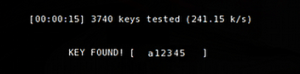 [00:00:15] 3740 keys tested (241.15 k/s)
KEY FOUND! [ a12345 ]